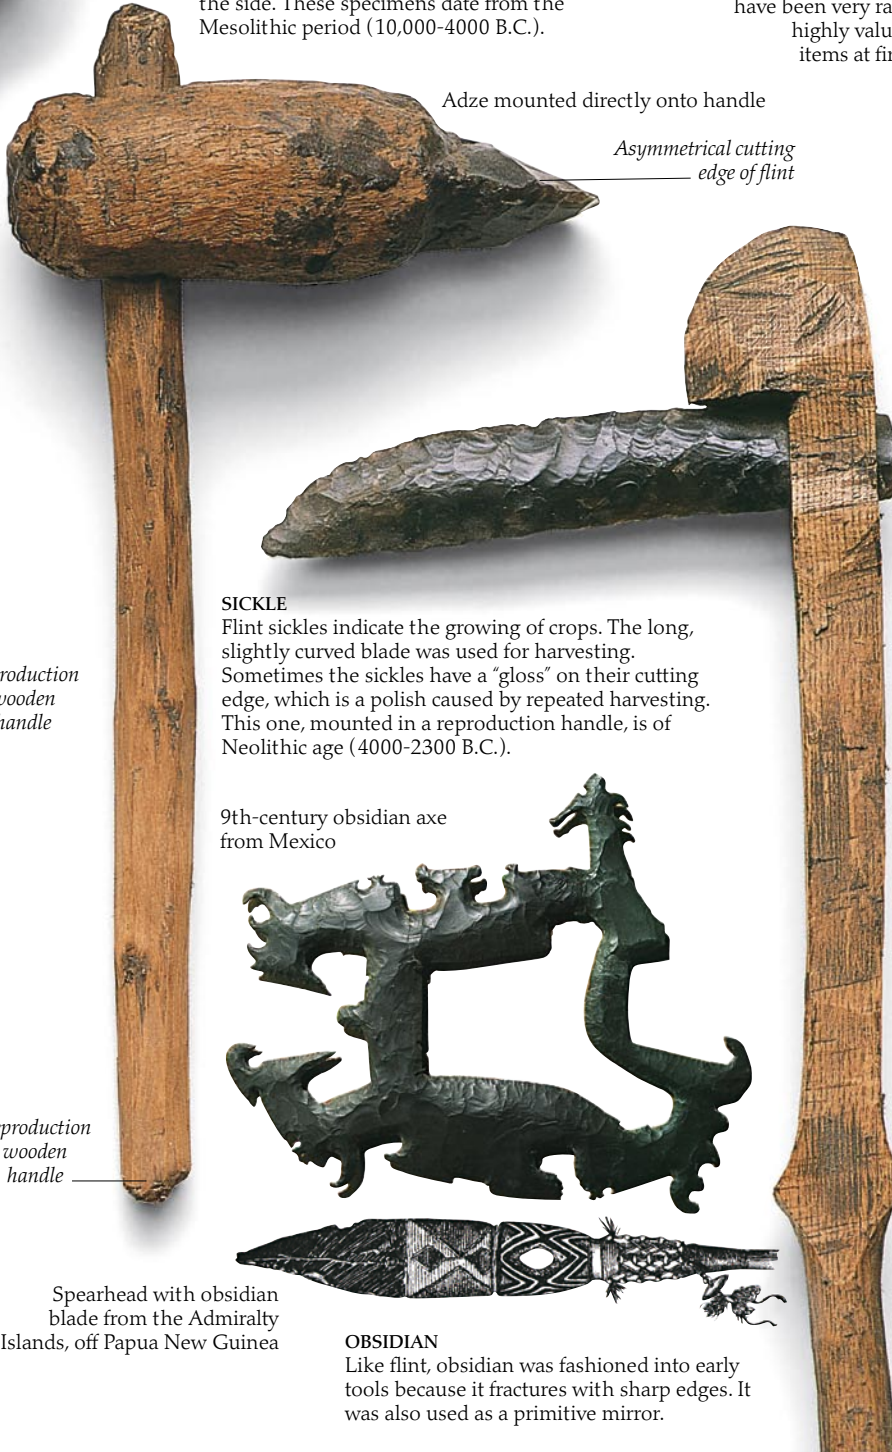 the side. These specimens date from the
Mesolithic period (10,000-4000 B.C.).
have been very
highly
items at
Adze mounted directly onto handle
Asymmetrical cutting
edge of flint
SICKLE
Flint sickles indicate the growing of crops. The long,
slightly curved blade was used for harvesting.
Sometimes the sickles have a “gloss” on their cutting
edge, which is a polish caused by repeated harvesting.
This one, mounted in a reproduction handle, is of
Neolithic age (4000-2300 B.C.).
wooden
handle
9th-century obsidian axe
from Mexico
wooden
handle
Spearhead with obsidian
blade from the Admiralty
Islands, off Papua New Guinea
OBSIDIAN
Like flint, obsidian was fashioned into early
tools because it fractures with sharp edges. It
was also used as a primitive mirror.